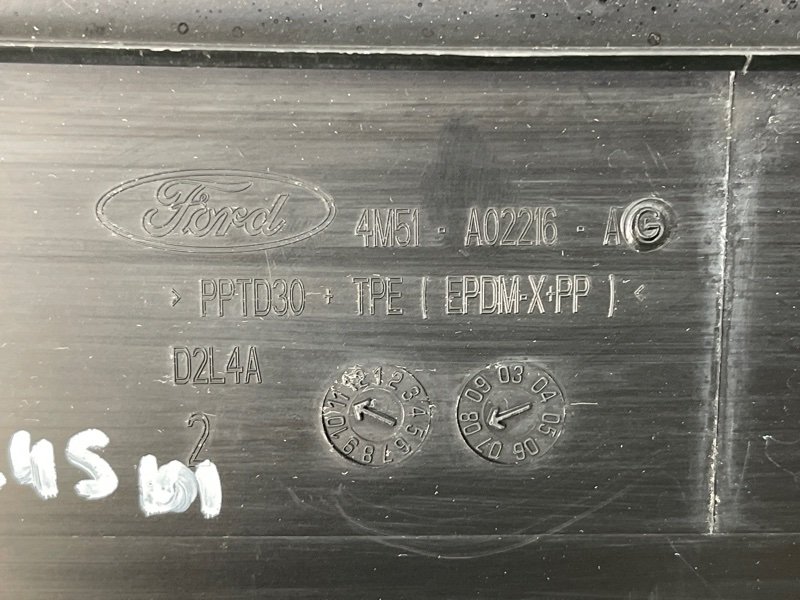 Ford 4M51 - A02216 - AG
> PPTD30 + TPE ( EPDM-X+PP ) <
D2L4A
12 1 2 3 4 5 6 7 8 9 10 11
03 04 05 06 07 08 09
2
4S